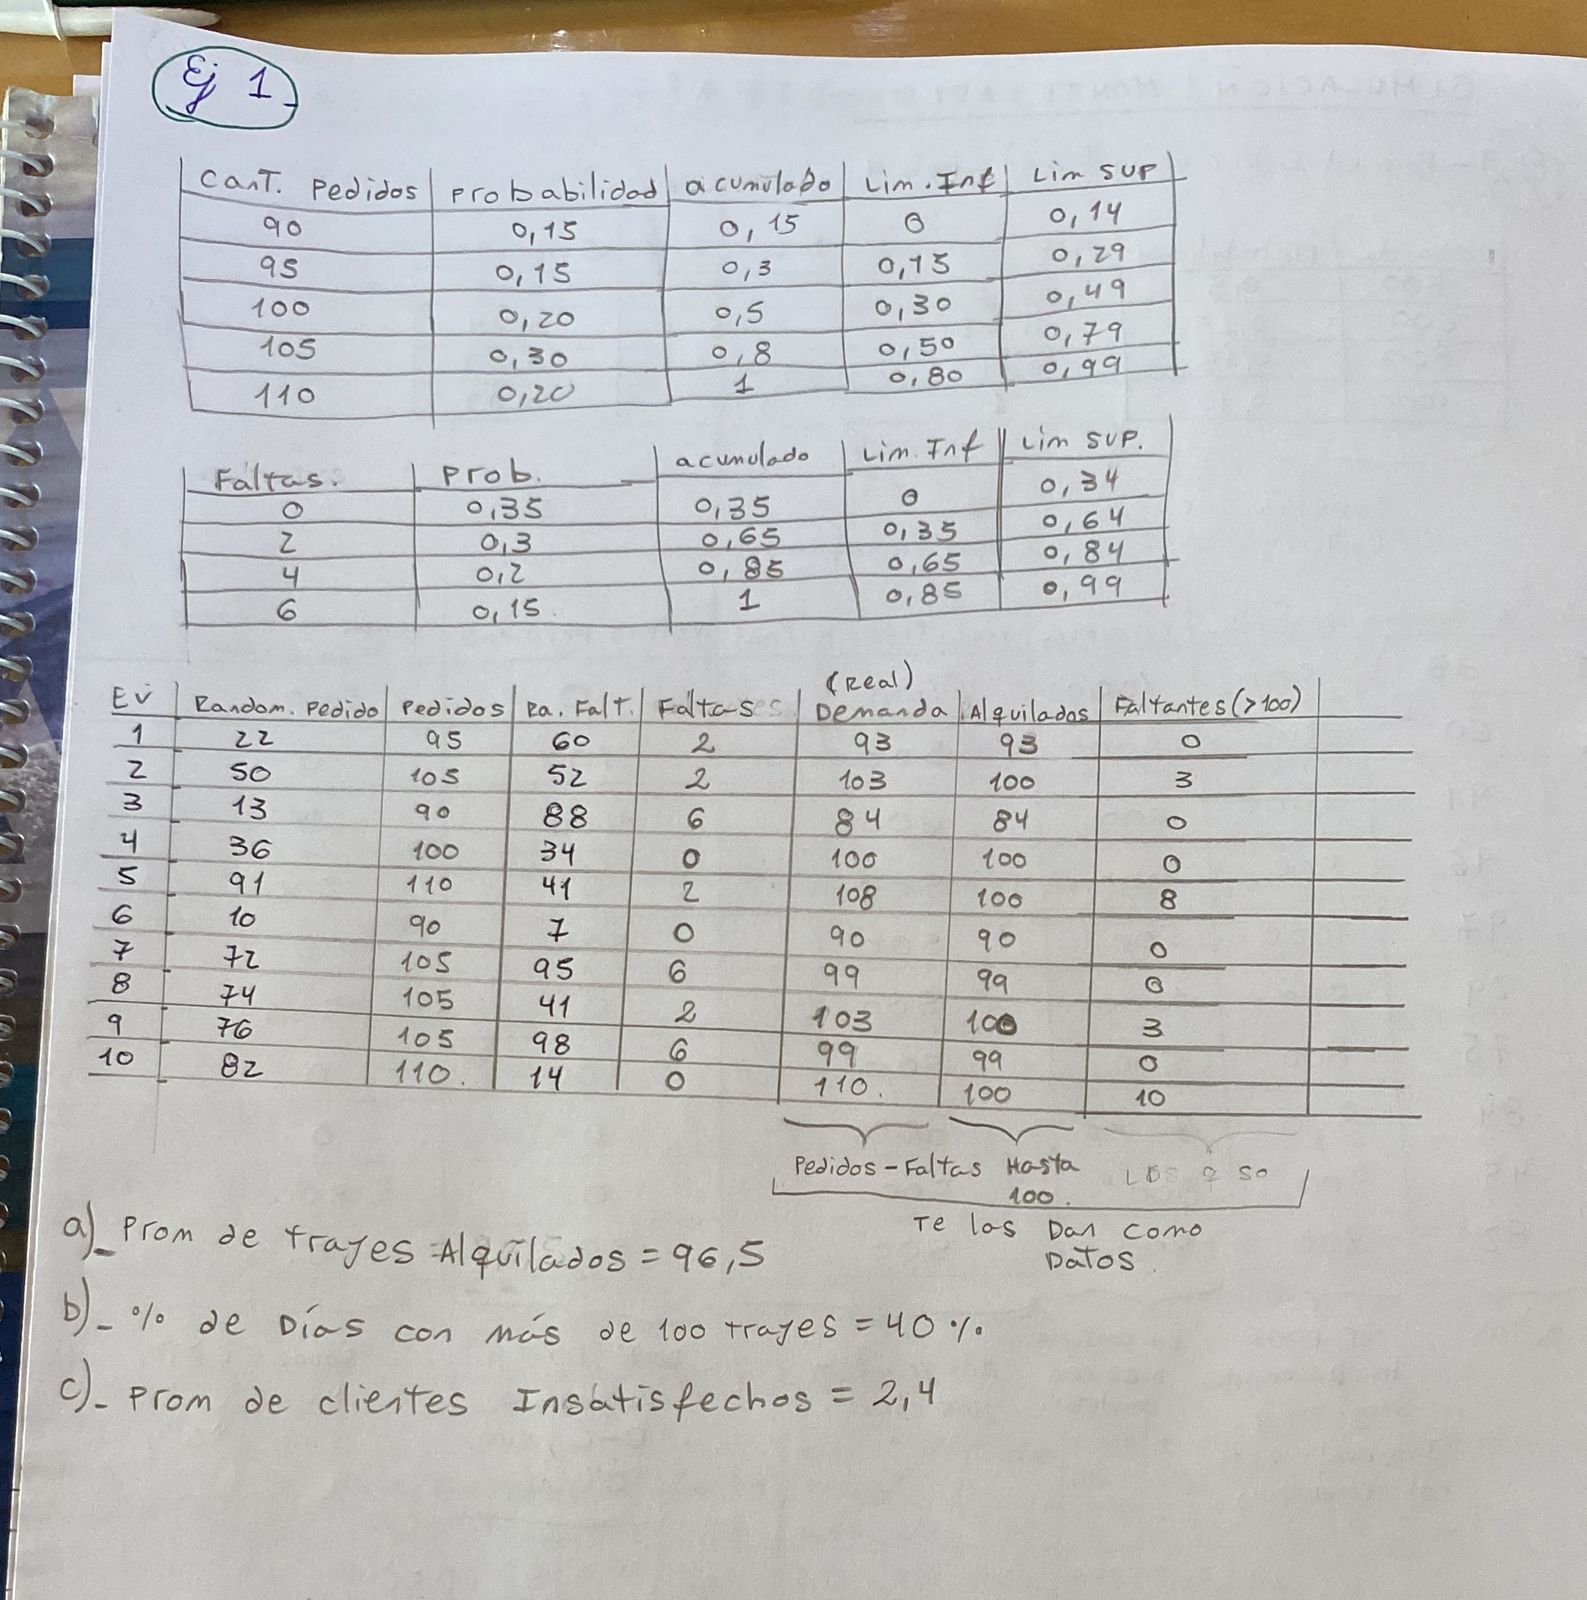 Ej 1
Cant. Pedidos Probabilidad acumulado Lim. Inf Lim SUP
90 0,15 0,15 0 0,14
95 0,15 0,3 0,15 0,29
100 0,20 0,5 0,30 0,49
105 0,30 0,8 0,50 0,79
110 0,20 1 0,80 0,99
Faltas. Prob. acumulado Lim. Inf Lim SUP.
0 0,35 0,35 0 0,34
2 0,3 0,65 0,35 0,64
4 0,2 0,85 0,65 0,84
6 0,15 1 0,85 0,99
(Real)
EV Random. Pedido Pedidos Ra. Falt. Faltas Demanda Alquilados Faltantes (>100)
1 22 95 60 2 93 93 0
2 50 105 52 2 103 100 3
3 13 90 88 6 84 84 0
4 36 100 34 0 100 100 0
5 91 110 41 2 108 100 8
6 10 90 7 0 90 90 0
7 72 105 95 6 99 99 0
8 74 105 41 2 103 100 3
9 76 105 98 6 99 99 0
10 82 110. 14 0 110. 100 10
Pedidos - Faltas Hasta 100. LOS q so
Te los Dan como
Datos.
a)- Prom de trajes Alquilados = 96,5
b)- % de Días con más de 100 trajes = 40 %
c)- Prom de clientes Insatisfechos = 2,4